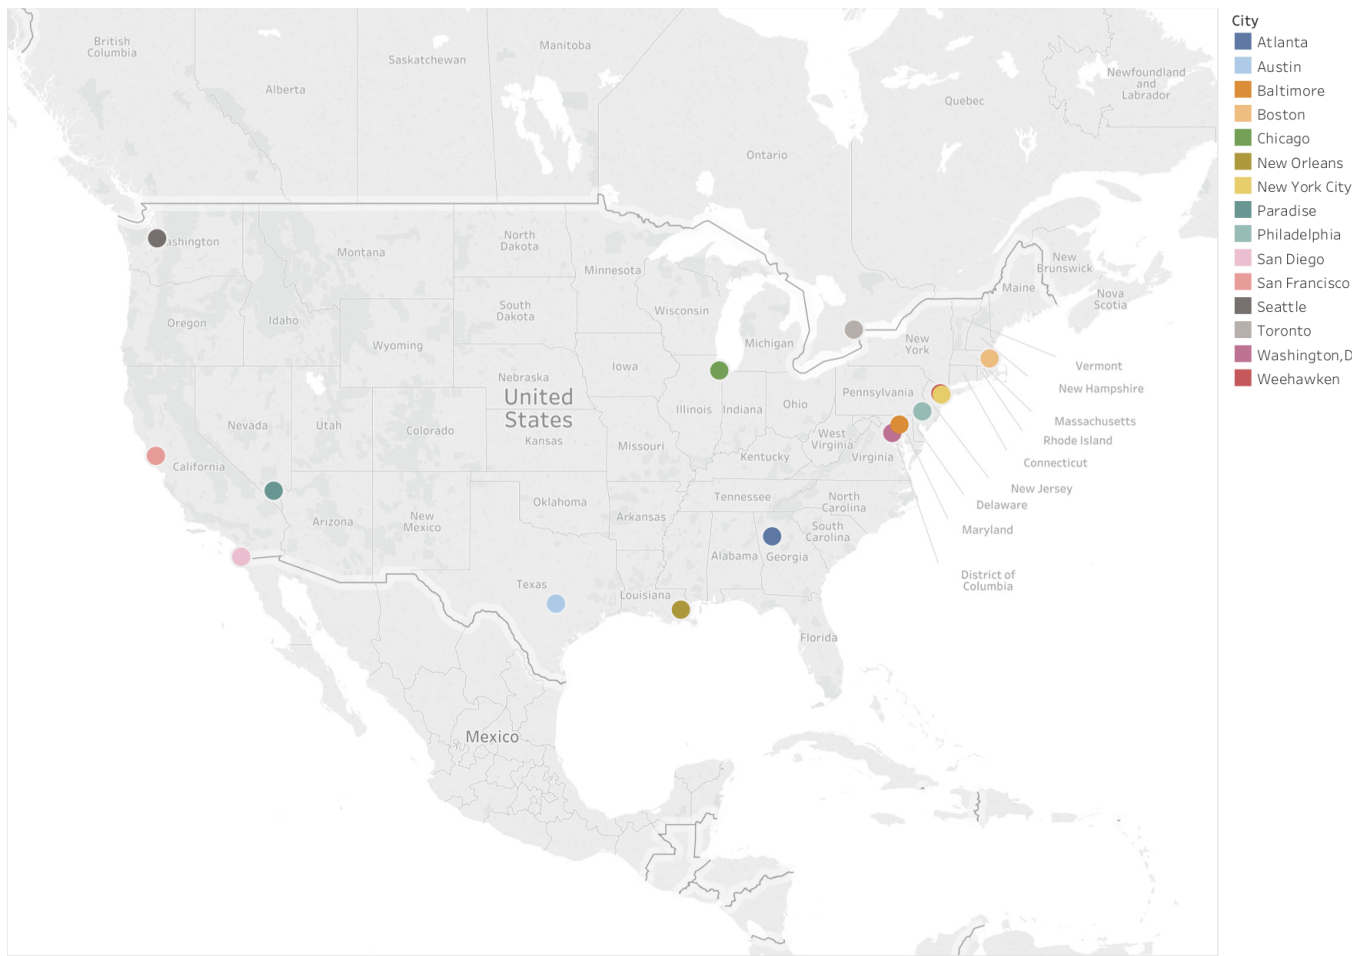 British
Columbia
Alberta
Saskatchewan
Manitoba
Ontario
Quebec
Newfoundland
and
Labrador
New
Brunswick
Nova
Scotia
Maine
ashington
Montana
North
Dakota
Minnesota
Oregon
Idaho
South
Dakota
Wisconsin
Michigan
New
York
Wyoming
Iowa
Nebraska
United
States
Illinois
Indiana
Ohio
Pennsylvania
Nevada
Utah
Colorado
Kansas
Missouri
West
Virginia
Virginia
Kentucky
California
Arizona
New
Mexico
Oklahoma
Arkansas
Tennessee
North
Carolina
South
Carolina
Alabama
Georgia
Texas
Louisiana
Florida
Mexico
Vermont
New Hampshire
Massachusetts
Rhode Island
Connecticut
New Jersey
Delaware
Maryland
District of
Columbia
City
Atlanta
Austin
Baltimore
Boston
Chicago
New Orleans
New York City
Paradise
Philadelphia
San Diego
San Francisco
Seattle
Toronto
Washington,D
Weehawken